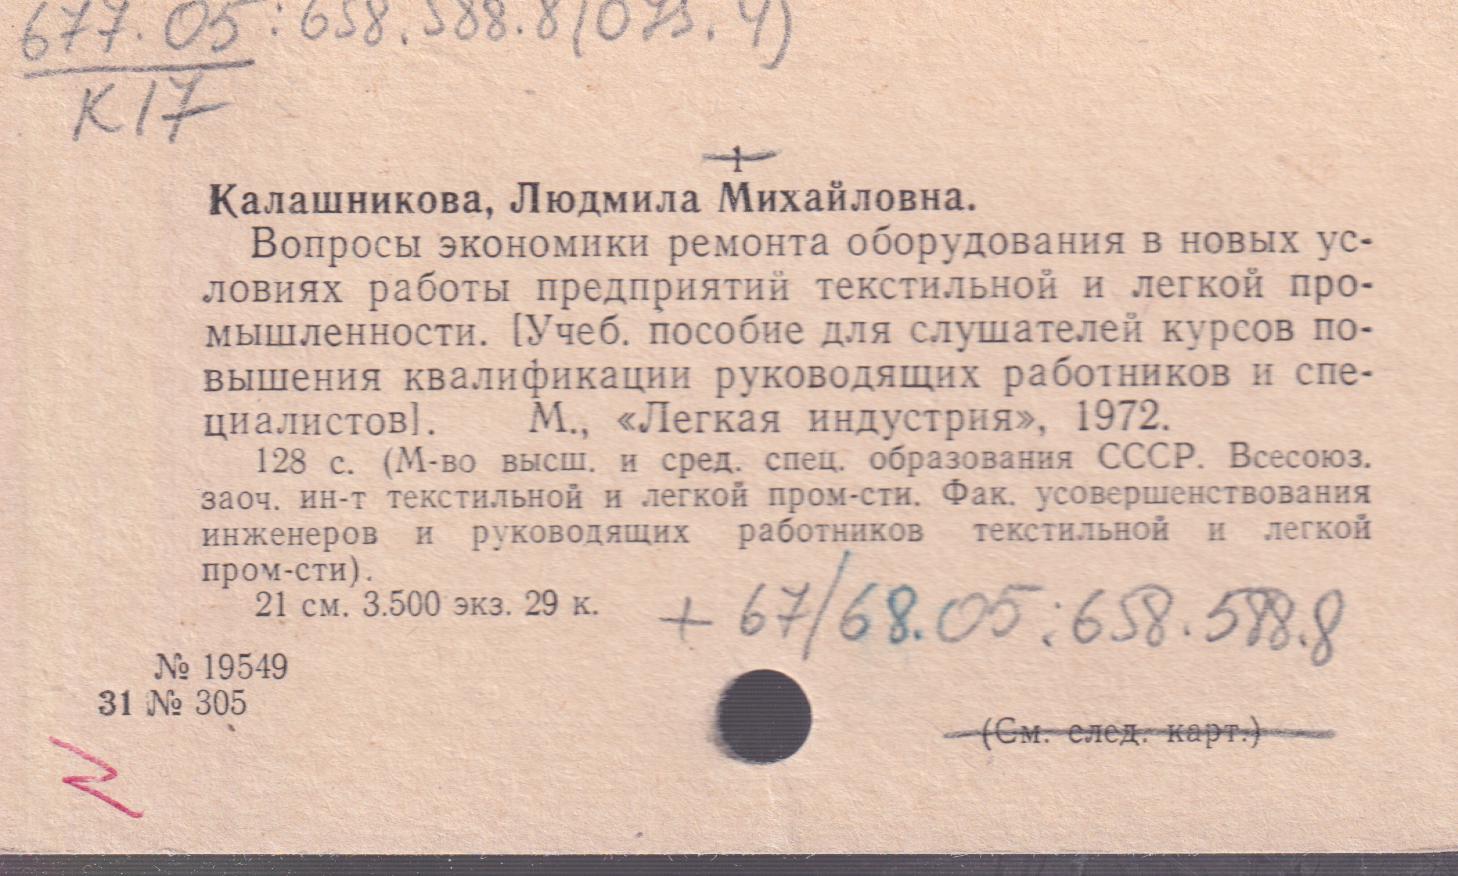 677.05:658.588.8(075.4)
К17
1
Калашникова, Людмила Михайловна.
Вопросы экономики ремонта оборудования в новых ус-
ловиях работы предприятий текстильной и легкой про-
мышленности. [Учеб. пособие для слушателей курсов по-
вышения квалификации руководящих работников и спе-
циалистов]. М., «Легкая индустрия», 1972.
128 с. (М-во высш. и сред. спец. образования СССР. Всесоюз.
заоч. ин-т текстильной и легкой пром-сти. Фак. усовершенствования
инженеров и руководящих работников текстильной и легкой
пром-сти).
21 см. 3.500 экз. 29 к.
+ 67/68.05:658.588.8
№ 19549
31 № 305
(См. след. карт.)